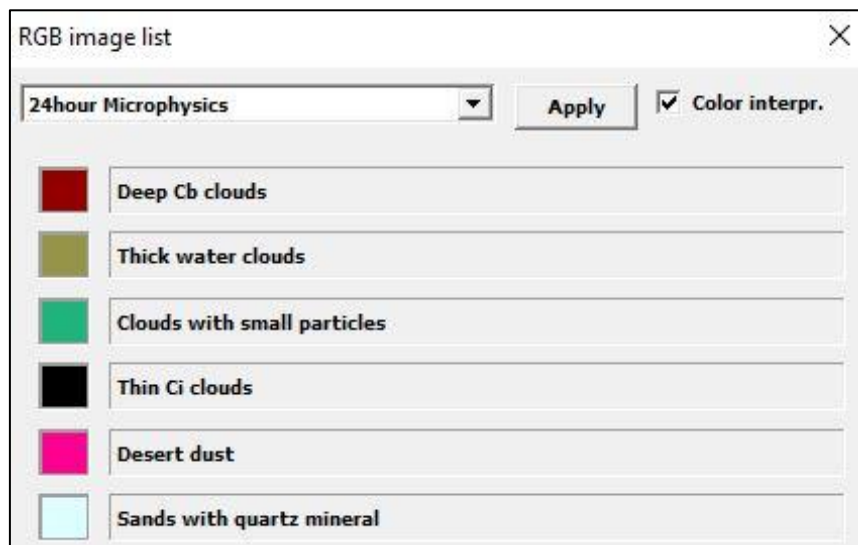 RGB image list
24hour Microphysics Apply Color interpr.
Deep Cb clouds
Thick water clouds
Clouds with small particles
Thin Ci clouds
Desert dust
Sands with quartz mineral